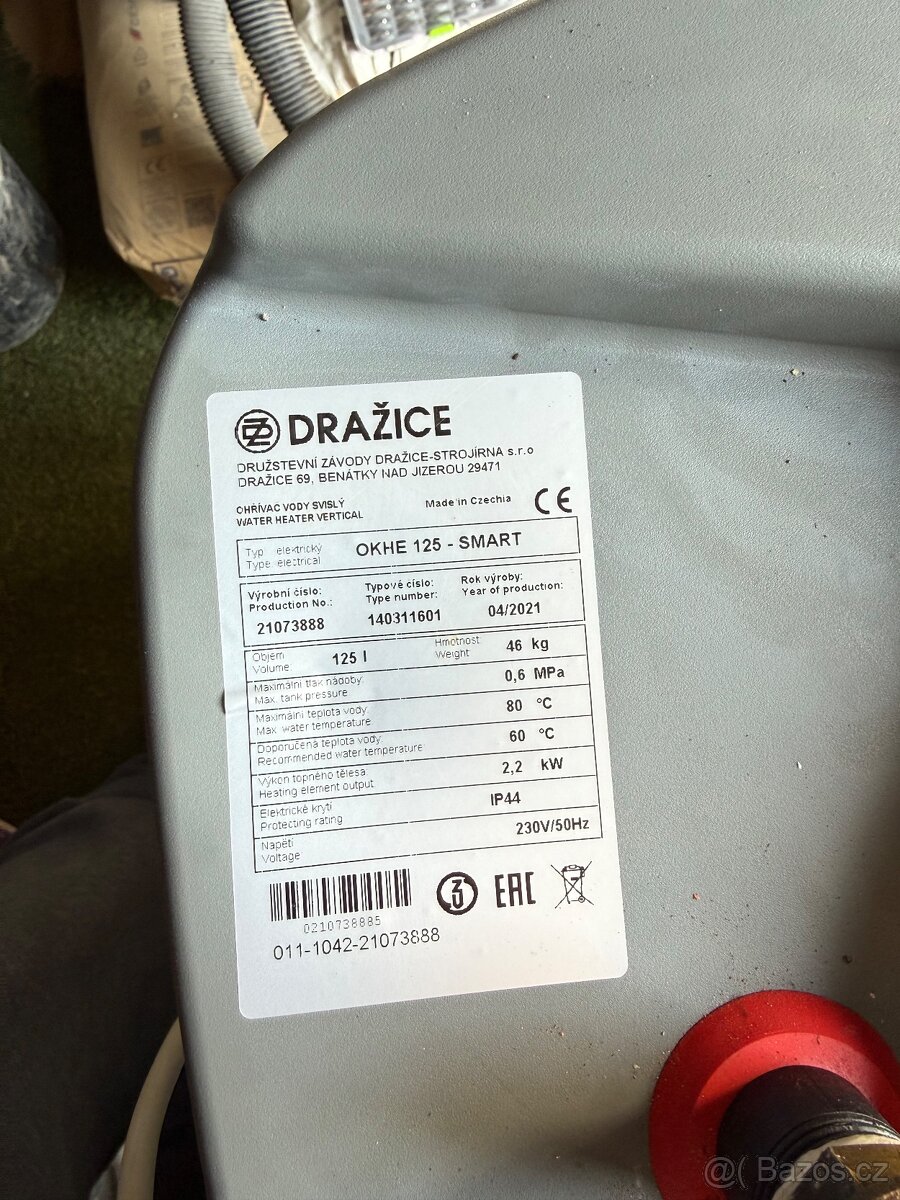 DRAŽICE
DRUŽSTEVNÍ ZÁVODY DRAŽICE-STROJÍRNA s.r.o
DRAŽICE 69, BENÁTKY NAD JIZEROU 29471
OHŘÍVAC VODY SVISLÝ
WATER HEATER VERTICAL
Made in Czechia
CE
Typ elektrický
Type electrical
OKHE 125 - SMART
Výrobní číslo:
Production No.:
21073888
Typové císlo:
Type number:
140311601
Rok výroby:
Year of production:
04/2021
Objem
Volume:
125 l
Hmotnost:
Weight
46 kg
Maximální tlak nádoby:
Max. tank pressure
0,6 MPa
Maximální teplota vody:
Max. water temperature
80 °C
Doporučená teplota vody:
Recommended water temperature
60 °C
Výkon topného tělesa
Heating element output
2,2 kW
Elektrické krytí
Protecting rating
IP44
Napětí
Voltage
230V/50Hz
0210738885
EAC
011-1042-21073888
@( Bazos.cz